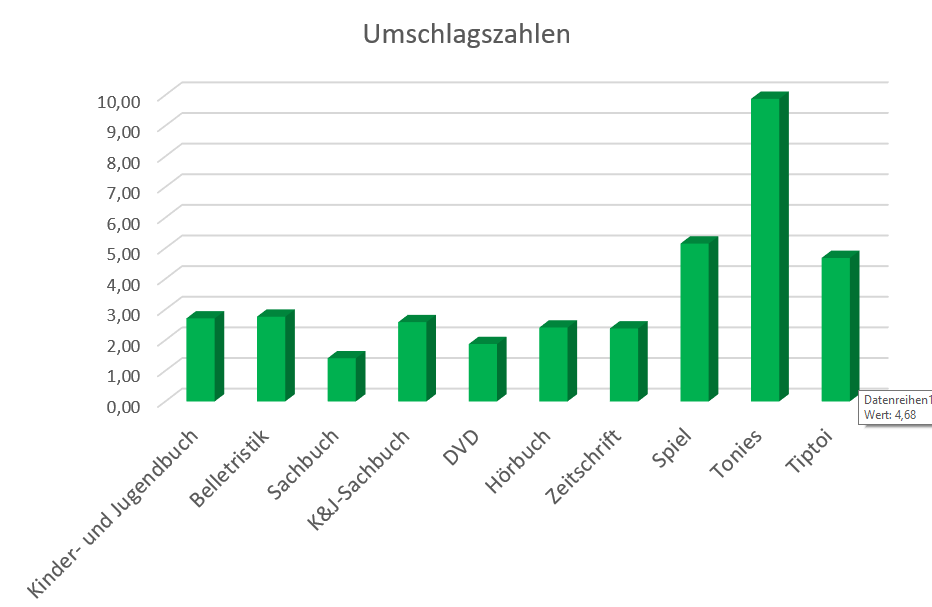 Umschlagszahlen
10,00
9,00
8,00
7,00
6,00
5,00
4,00
3,00
2,00
1,00
0,00
Kinder- und Jugendbuch
Belletristik
Sachbuch
K&J-Sachbuch
DVD
Hörbuch
Zeitschrift
Spiel
Tonies
Tiptoi
Datenreihen1
Wert: 4,68